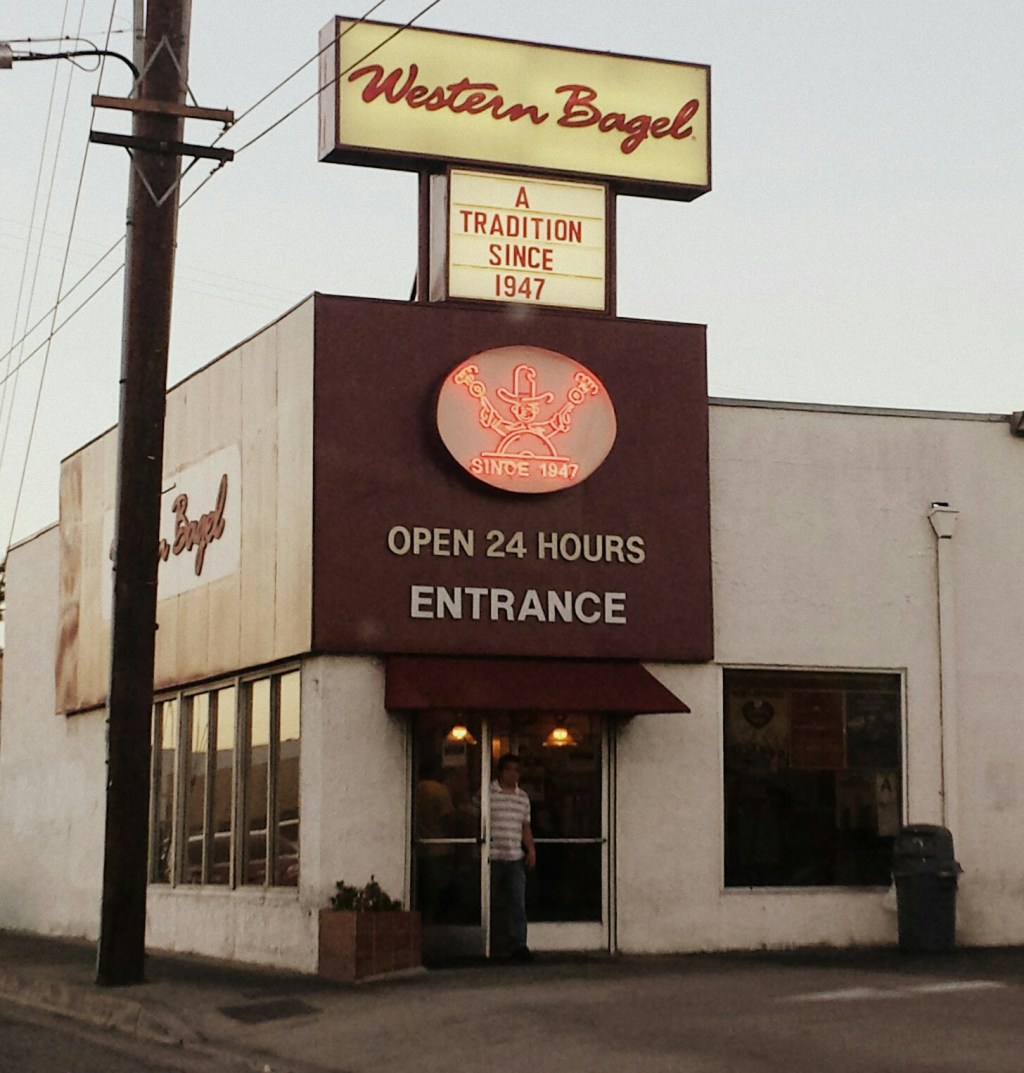 Western Bagel
A
TRADITION
SINCE
1947
SINCE 1947
OPEN 24 HOURS
ENTRANCE
Bagel